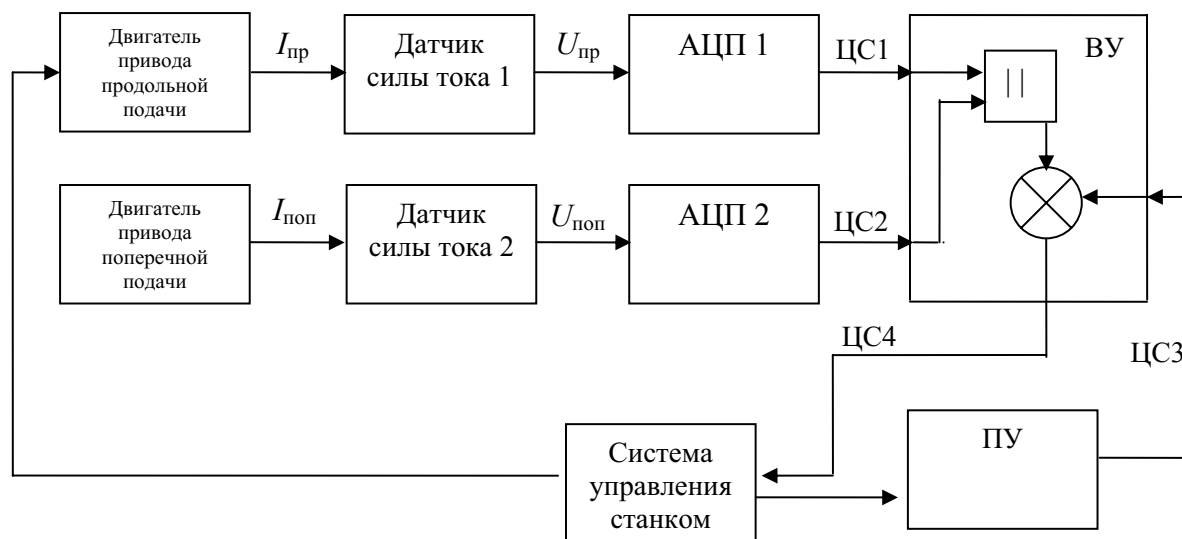 Двигатель
привода
продольной
подачи
Iпр
Датчик
силы тока 1
Uпр
АЦП 1
ЦС1
ВУ
| |
Двигатель
привода
поперечной
подачи
Iпоп
Датчик
силы тока 2
Uпоп
АЦП 2
ЦС2
ЦС4
ЦС3
Система
управления
станком
ПУ